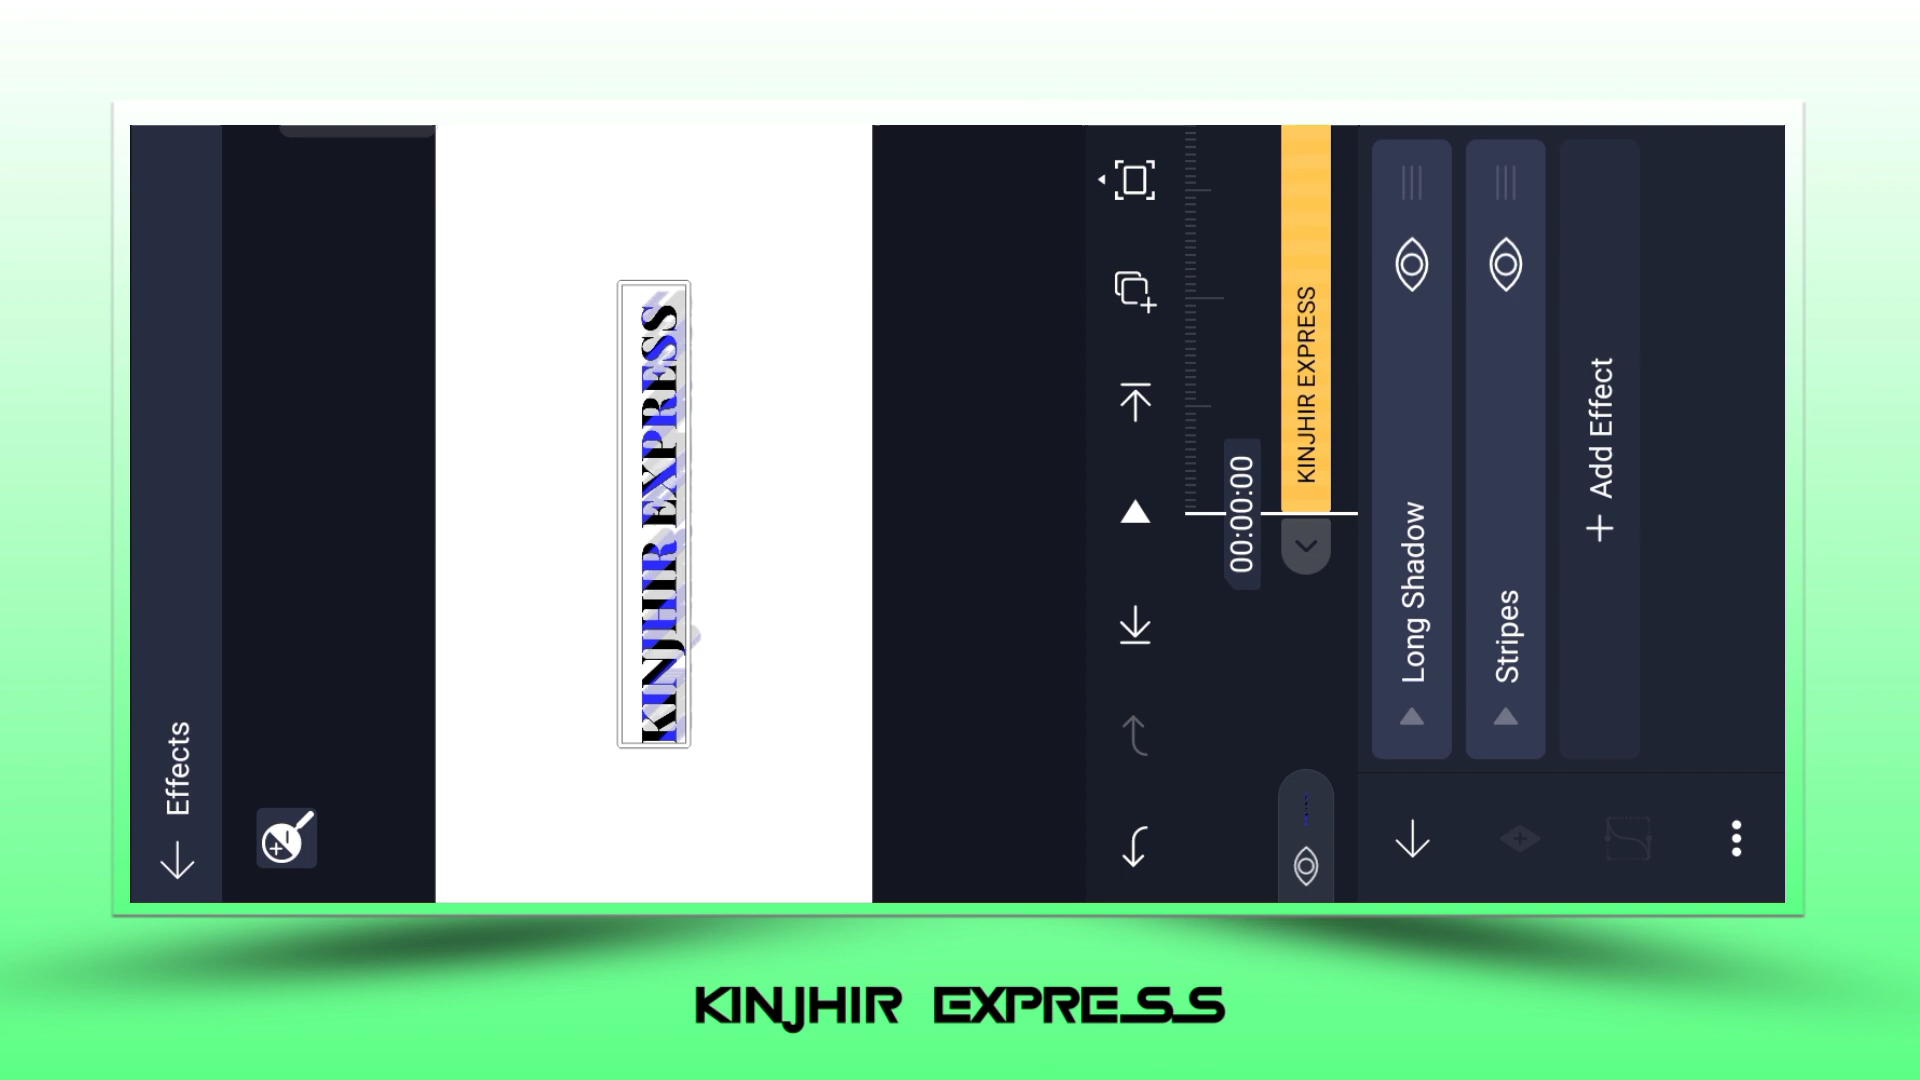 Effects
KINJHIR EXPRESS
00:00:00
KINJHIR EXPRESS
Long Shadow
Stripes
+ Add Effect
KINJHIR EXPRESS